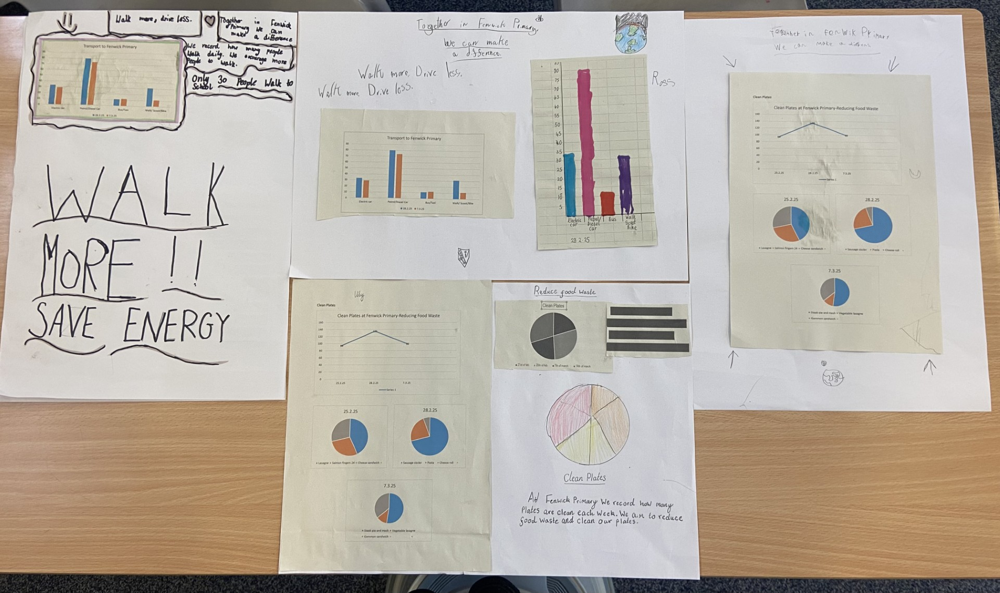 Walk more, drive loss.
Together in Fenwick
Primary We can
make a difference
Transport to Fenwick Primary
Electric car
Petrol/Diesel Car
Bus/Taxi
Walk/ Scoot/Bike
28.2.25 7.3.25
We record how many people
Walk daily. We
People to walk.
more
Only 30 People Walk to
School
WALK
MORE !!
SAVE ENERGY
Together in Fenwick Primary,
We can make
a difference.
Walk more, Drive less.
Walk more, Drive loss.
Transport to Fenwick Primary
90
80
70
60
50
40
30
20
10
0
Electric car
Petrol/Diesel Car
Bus/Taxi
Walk/ Scoot/Bike
28.2.25 7.3.25
Ross
80
75
70
65
60
55
50
45
40
35
30
25
20
15
10
5
Electric car
Petrol/ Diesel car
Bus
Walk Scoot Bike
28 2.25
Together in Fenwik Primary
We can make a
Clean Plates
Clean Plates at Fenwick Primary-Reducing Food Waste
160
140
120
100
80
60
40
20
0
25.2.25
28.2.25
7.3.25
Series 1
25.2.25
28.2.25
Lasagne Salmon fingers 24 Cheese sandwich
Sausage sizzler Pasta Cheese roll
7.3.25
Steak pie and mash Vegetable lasagne
Gammon sandwich
Lily
Clean Plates
Clean Plates at Fenwick Primary-Reducing Food Waste
160
140
120
100
80
60
40
20
0
25.2.25
28.2.25
7.3.25
Series 1
25.2.25
28.2.25
Lasagne Salmon fingers 24 Cheese sandwich
Sausage sizzler Pasta Cheese roll
7.3.25
Steak pie and mash Vegetable lasagne
Gammon sandwich
Reduce food waste
Clean Plates
21st of feb 28th of feb 7th of march 14th of march
Clean Plates
At Fenwick Primary We record how many
Plates are clean each week. We aim to reduce
food waste and clean our plates.